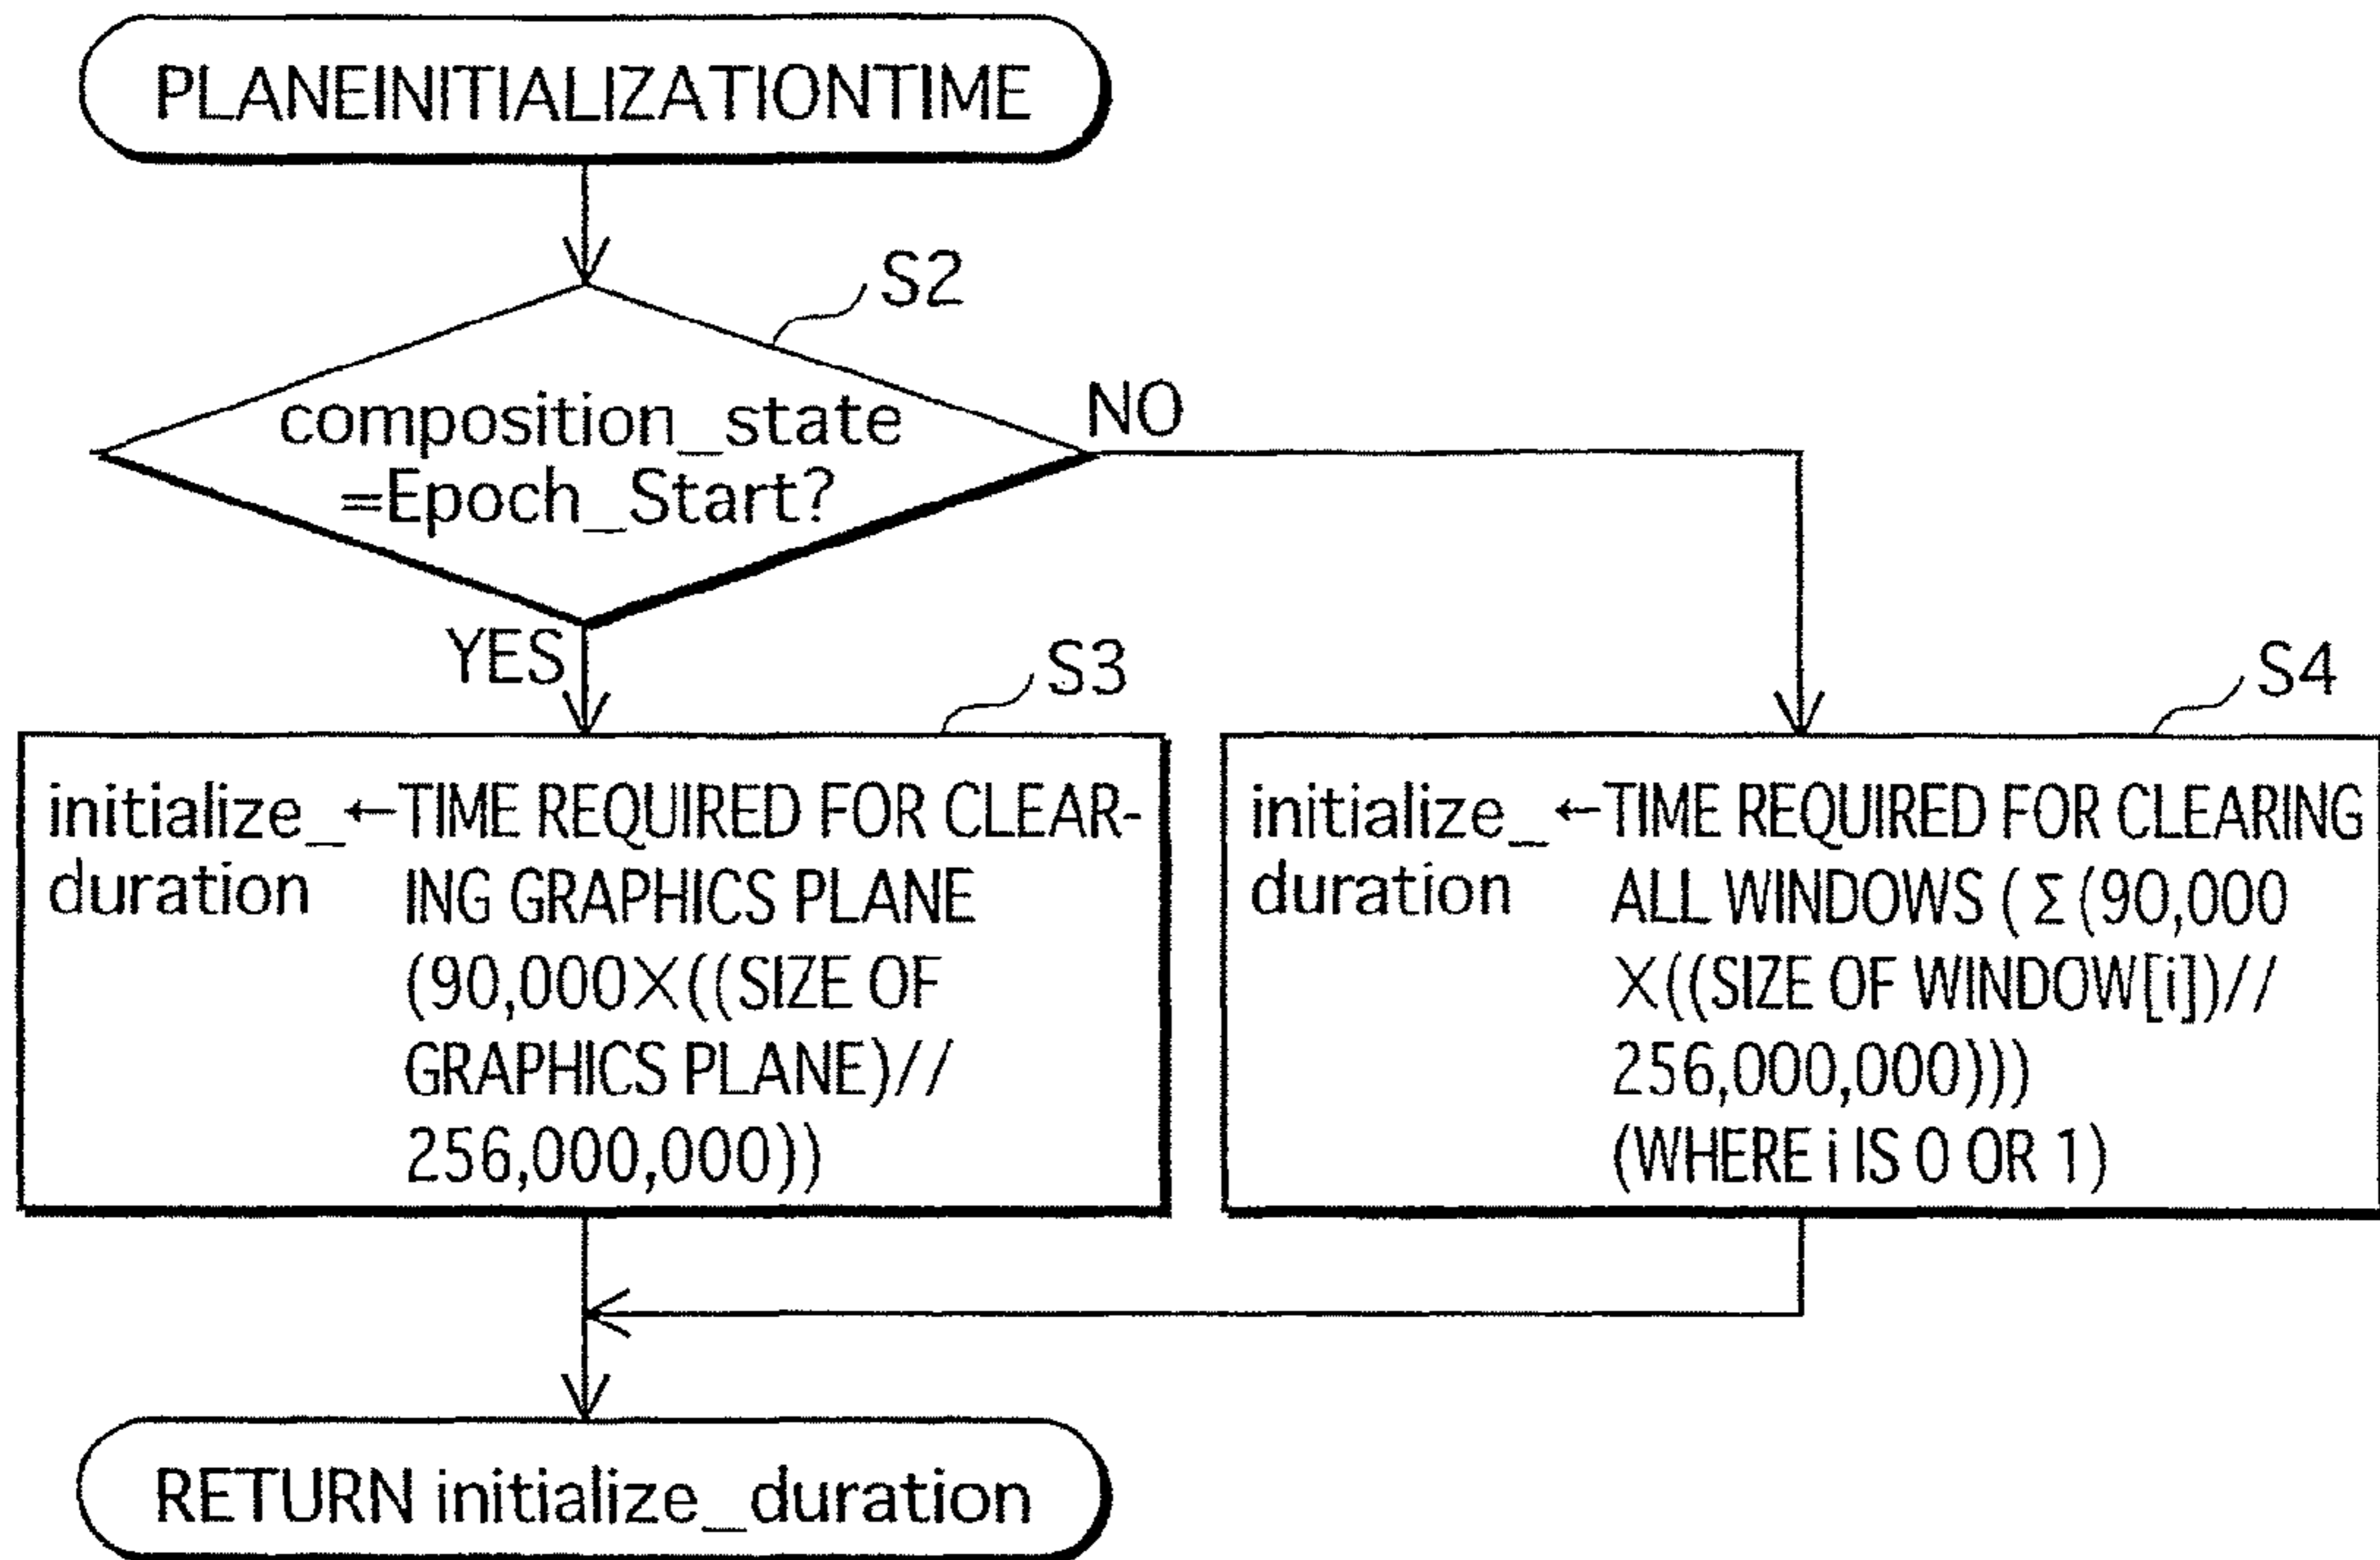 PLANEINITIALIZATIONTIME
S2
composition_state
=Epoch_Start?
NO
YES
S3
initialize_ ←TIME REQUIRED FOR CLEAR-
duration ING GRAPHICS PLANE
(90,000×((SIZE OF
GRAPHICS PLANE)//
256,000,000))
S4
initialize_ ←TIME REQUIRED FOR CLEARING
duration ALL WINDOWS (Σ(90,000
×((SIZE OF WINDOW[i])//
256,000,000)))
(WHERE i IS 0 OR 1)
RETURN initialize_duration